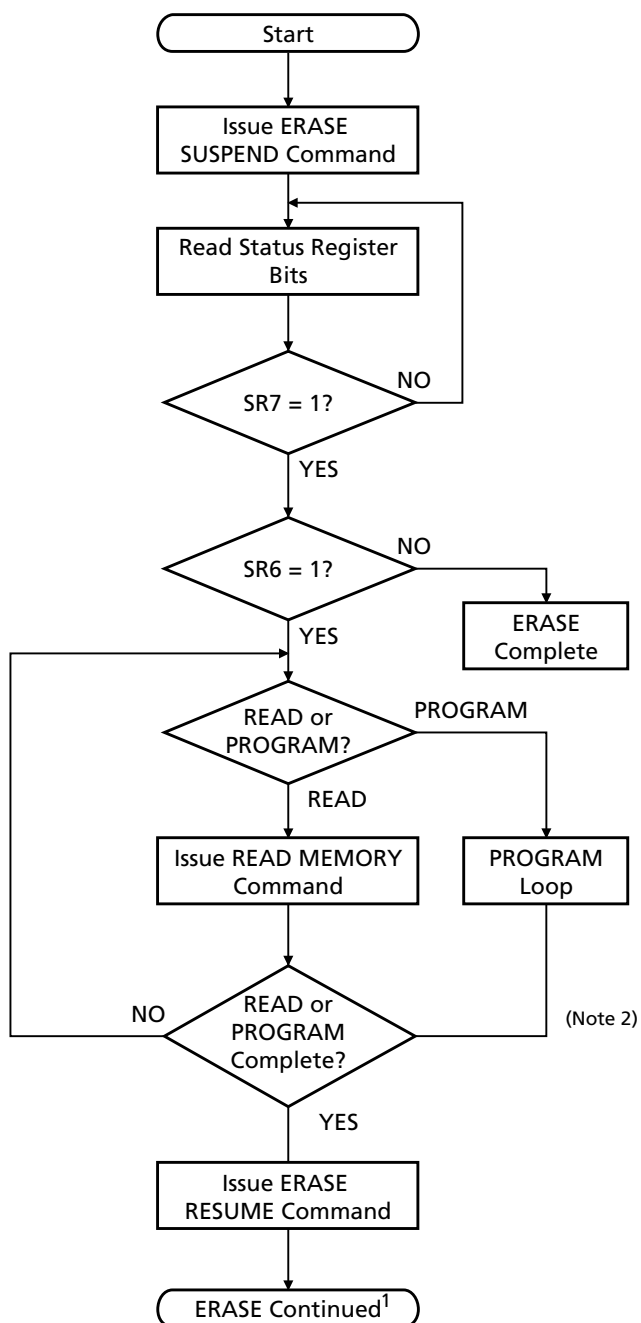 Start
Issue ERASE
SUSPEND Command
Read Status Register
Bits
NO
SR7 = 1?
YES
NO
SR6 = 1?
YES
ERASE
Complete
READ or
PROGRAM?
PROGRAM
READ
Issue READ MEMORY
Command
PROGRAM
Loop
NO
READ or
PROGRAM
Complete?
(Note 2)
YES
Issue ERASE
RESUME Command
ERASE Continued¹